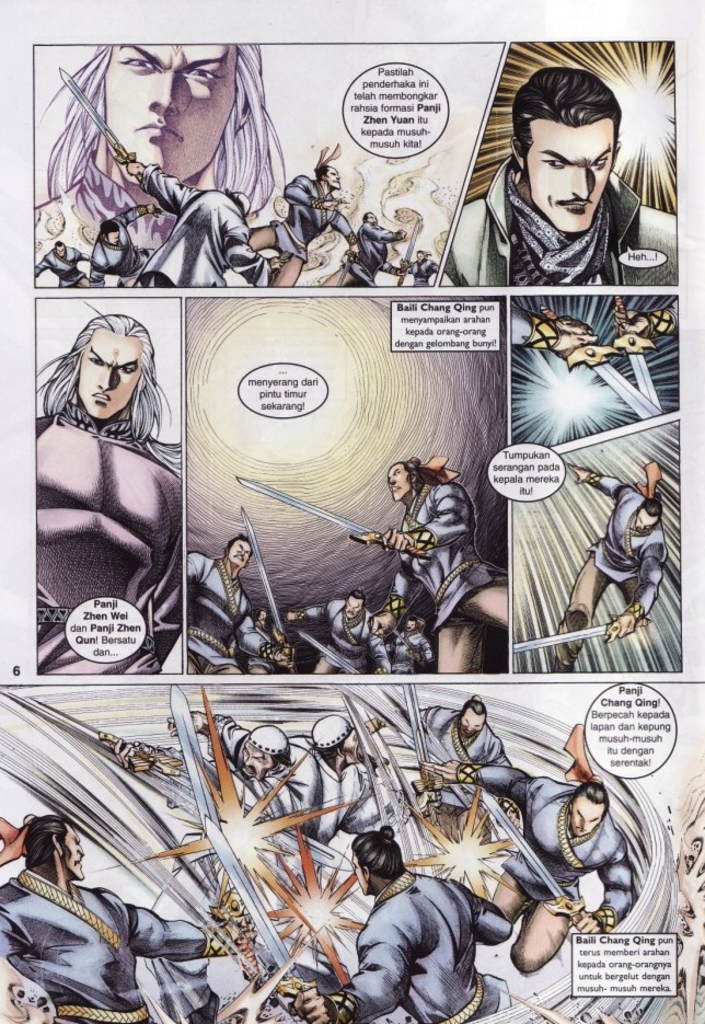 Pastilah
penderhaka ini
telah membongkar
rahsia formasi Panji
Zhen Yuan itu
kepada musuh-
musuh kita!
Heh...!
Panji
Zhen Wei
dan Panji Zhen
Qun! Bersatu
dan...
...
menyerang dari
pintu timur
sekarang!
Baili Chang Qing pun
menyampaikan arahan
kepada orang-orang
dengan gelombang bunyi!
Tumpukan
serangan pada
kepala mereka
itu!
6
Panji
Chang Qing!
Berpecah kepada
lapan dan kepung
musuh-musuh
itu dengan
serentak!
Baili Chang Qing pun
terus memberi arahan
kepada orang-orangnya
untuk bergelut dengan
musuh- musuh mereka.